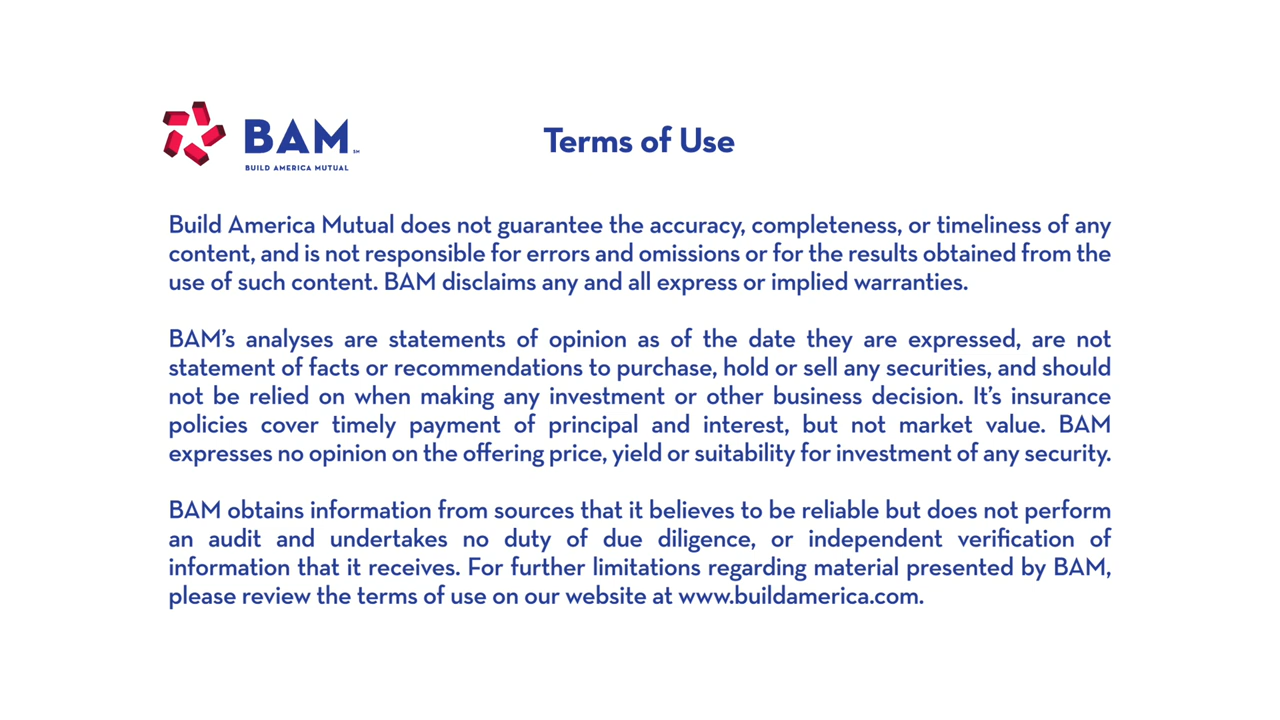 BAM SM
BUILD AMERICA MUTUAL
Terms of Use
Build America Mutual does not guarantee the accuracy, completeness, or timeliness of any
content, and is not responsible for errors and omissions or for the results obtained from the
use of such content. BAM disclaims any and all express or implied warranties.
BAM’s analyses are statements of opinion as of the date they are expressed, are not
statement of facts or recommendations to purchase, hold or sell any securities, and should
not be relied on when making any investment or other business decision. It’s insurance
policies cover timely payment of principal and interest, but not market value. BAM
expresses no opinion on the offering price, yield or suitability for investment of any security.
BAM obtains information from sources that it believes to be reliable but does not perform
an audit and undertakes no duty of due diligence, or independent verification of
information that it receives. For further limitations regarding material presented by BAM,
please review the terms of use on our website at www.buildamerica.com.